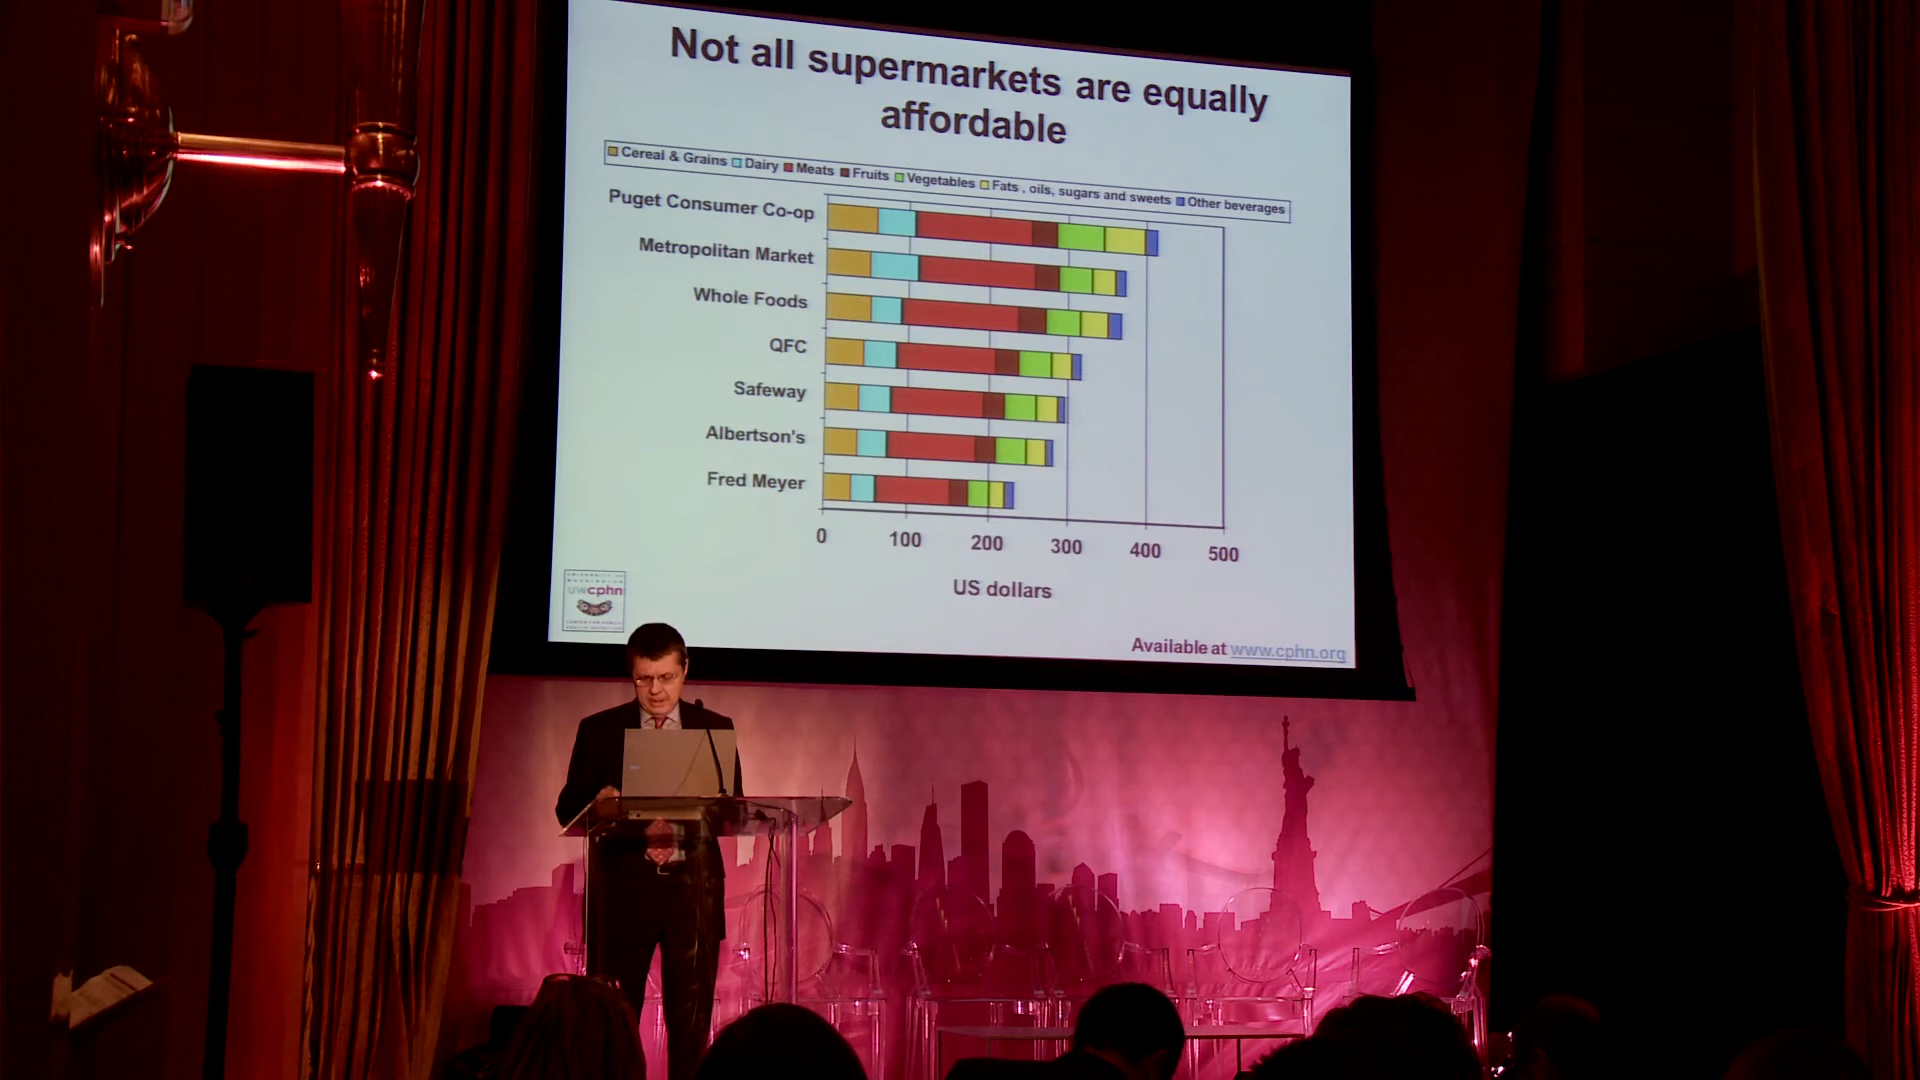 Not all supermarkets are equally
affordable
Cereal & Grains Dairy Meats Fruits Vegetables Fats , oils, sugars and sweets Other beverages
Puget Consumer Co-op
Metropolitan Market
Whole Foods
QFC
Safeway
Albertson's
Fred Meyer
0 100 200 300 400 500
US dollars
uwcphn
Available at www.cphn.org